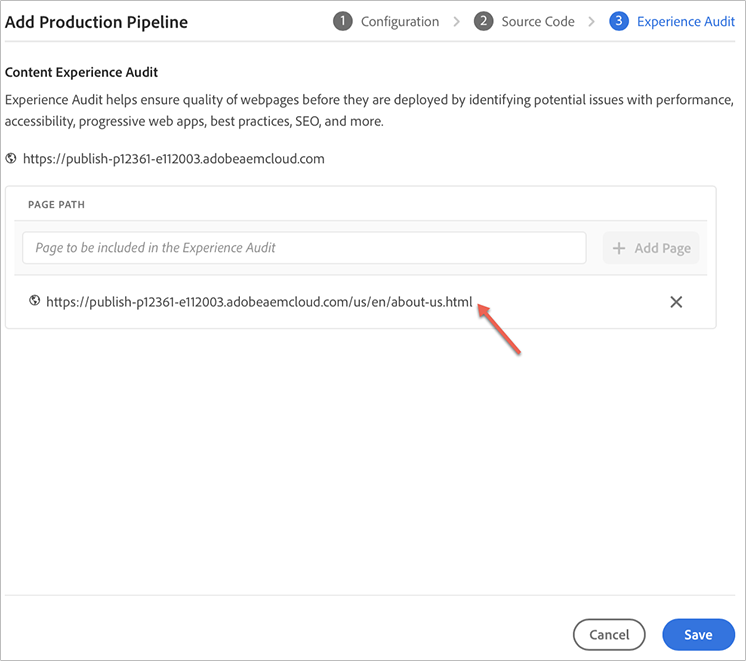 Add Production Pipeline
1 Configuration > 2 Source Code > 3 Experience Audit
Content Experience Audit
Experience Audit helps ensure quality of webpages before they are deployed by identifying potential issues with performance,
accessibility, progressive web apps, best practices, SEO, and more.
https://publish-p12361-e112003.adobeaemcloud.com
PAGE PATH
Page to be included in the Experience Audit
+ Add Page
https://publish-p12361-e112003.adobeaemcloud.com/us/en/about-us.html
Cancel Save